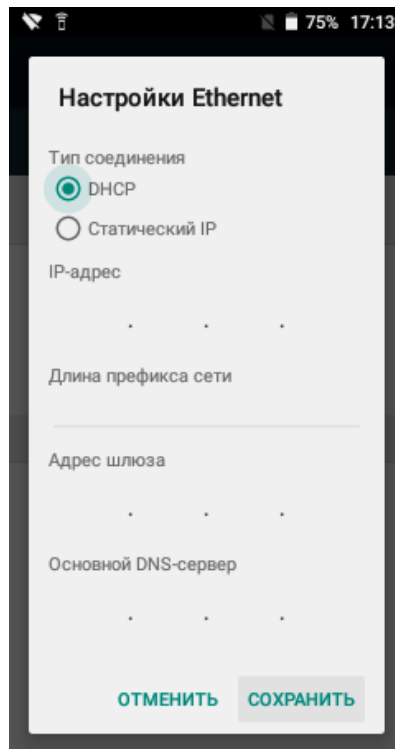 75% 17:13
Настройки Ethernet
Тип соединения
DHCP
Статический IP
IP-адрес
. . .
Длина префикса сети
Адрес шлюза
. . .
Основной DNS-сервер
. . .
ОТМЕНИТЬ СОХРАНИТЬ